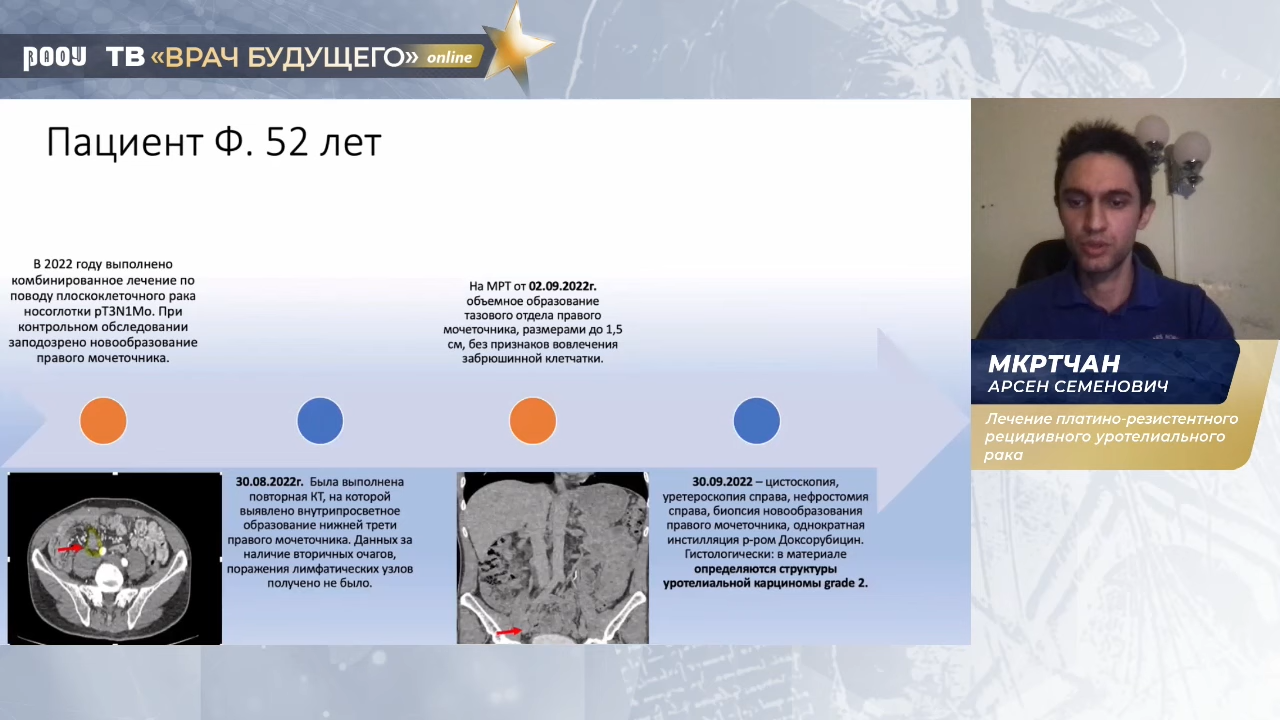 РООУ ТВ «ВРАЧ БУДУЩЕГО» online
Пациент Ф. 52 лет
В 2022 году выполнено
комбинированное лечение по
поводу плоскоклеточного рака
носоглотки pT3N1Mo. При
контрольном обследовании
заподозрено новообразование
правого мочеточника.
30.08.2022г. Была выполнена
повторная КТ, на которой
выявлено внутрипросветное
образование нижней трети
правого мочеточника. Данных за
наличие вторичных очагов,
поражения лимфатических узлов
получено не было.
На МРТ от 02.09.2022г.
объемное образование
тазового отдела правого
мочеточника, размерами до 1,5
см, без признаков вовлечения
забрюшинной клетчатки.
30.09.2022 – цистоскопия,
уретероскопия справа, нефростомия
справа, биопсия новообразования
правого мочеточника, однократная
инстилляция р-ром Доксорубицин.
Гистологически: в материале
определяются структуры
уротелиальной карциномы grade 2.
МКРТЧАН
АРСЕН СЕМЕНОВИЧ
Лечение платино-резистентного
рецидивного уротелиального
рака